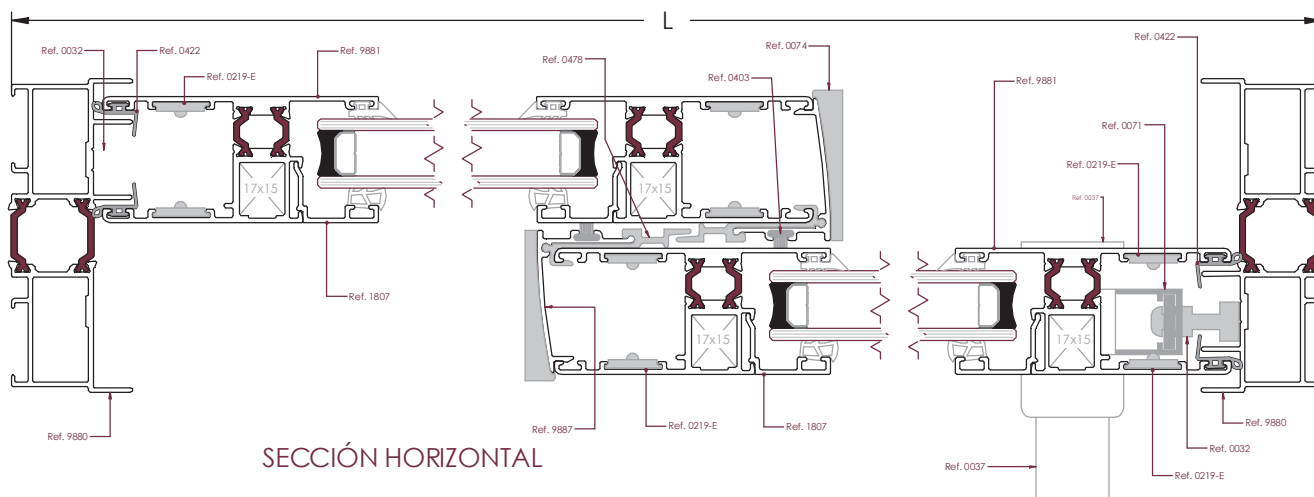 L
Ref. 0032
Ref. 0422
Ref. 0219-E
Ref. 9881
Ref. 0478
Ref. 0403
Ref. 0074
Ref. 0422
Ref. 9881
Ref. 0071
Ref. 0219-E
Ref. 0037
17x15
17x15
17x15
17x15
Ref. 1807
Ref. 9880
Ref. 9887
Ref. 0219-E
Ref. 1807
Ref. 9880
Ref. 0032
Ref. 0037
Ref. 0219-E
SECCIÓN HORIZONTAL